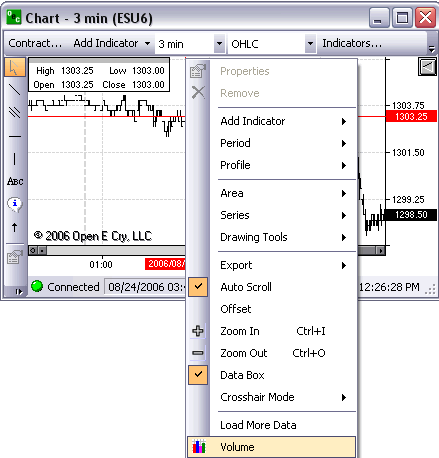 Chart - 3 min (ESU6)
Contract... Add Indicator 3 min OHLC Indicators...
High 1303.25 Low 1303.00
Open 1303.25 Close 1303.00
Properties
Remove
Add Indicator
Period
Profile
Area
Series
Drawing Tools
Export
Auto Scroll
Offset
Zoom In Ctrl+I
Zoom Out Ctrl+O
Data Box
Crosshair Mode
Load More Data
Volume
1303.75
1303.25
1301.50
1299.25
1298.50
ABC
© 2006 Open E Cry, LLC
01:00 2006/08/
Connected 08/24/2006 03: 12:26:28 PM